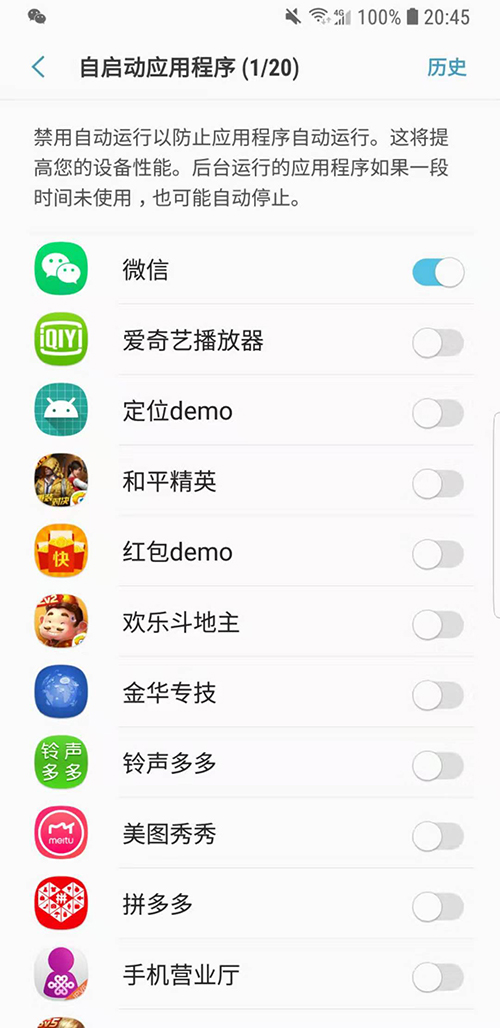 4G 100% 20:45
自启动应用程序 (1/20) 历史
禁用自动运行以防止应用程序自动运行。这将提
高您的设备性能。后台运行的应用程序如果一段
时间未使用，也可能自动停止。
微信
iQIYI
爱奇艺播放器
定位demo
和平精英
快
红包demo
欢乐斗地主
金华专技
铃声
多多
铃声多多
meitu
美图秀秀
拼
拼多多
手机营业厅